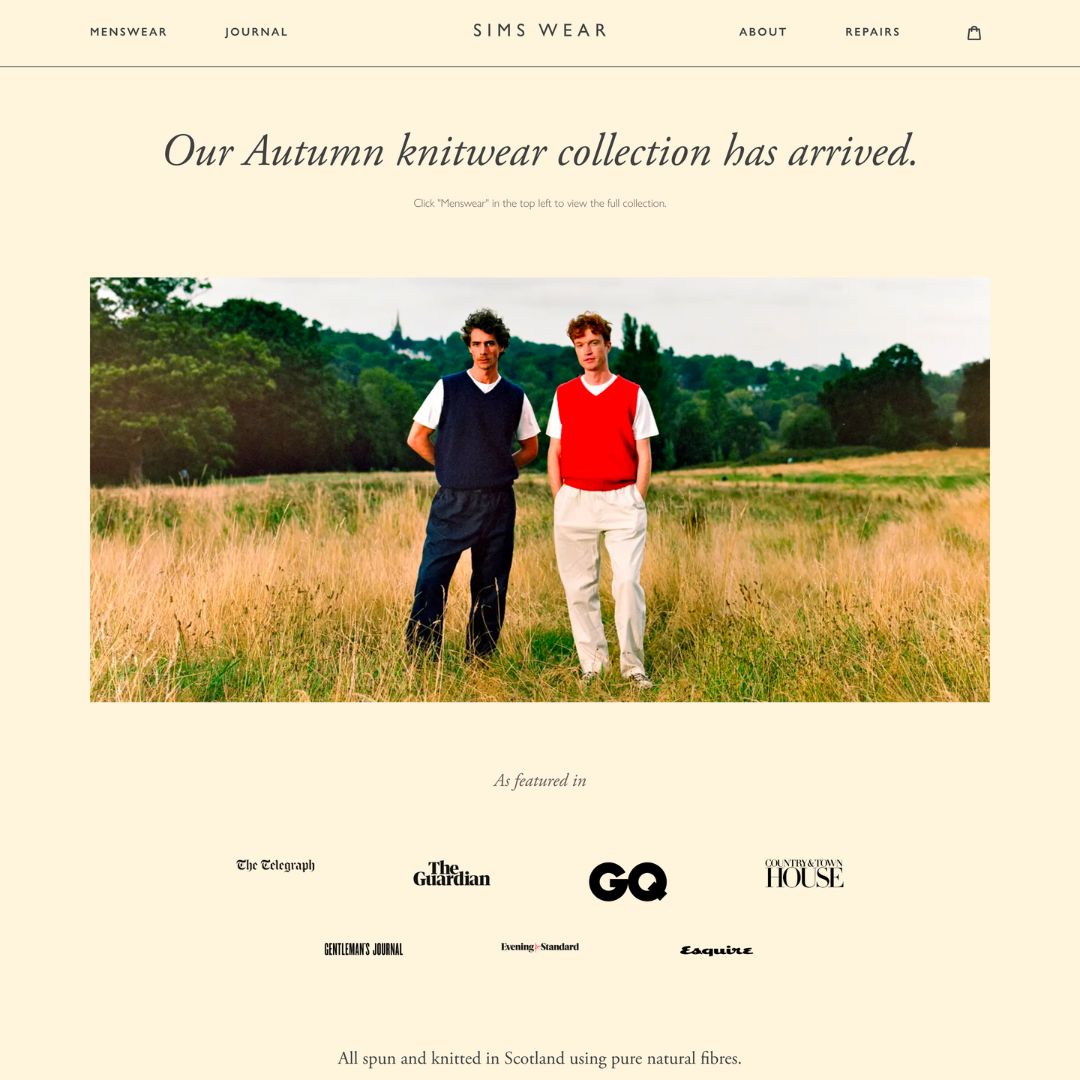 MENSWEAR
JOURNAL
SIMS WEAR
ABOUT
REPAIRS
Our Autumn knitwear collection has arrived.
Click "Menswear" in the top left to view the full collection.
As featured in
The Telegraph
The
Guardian
GQ
COUNTRY & TOWN
HOUSE
GENTLEMAN'S JOURNAL
Evening Standard
Esquire
All spun and knitted in Scotland using pure natural fibres.